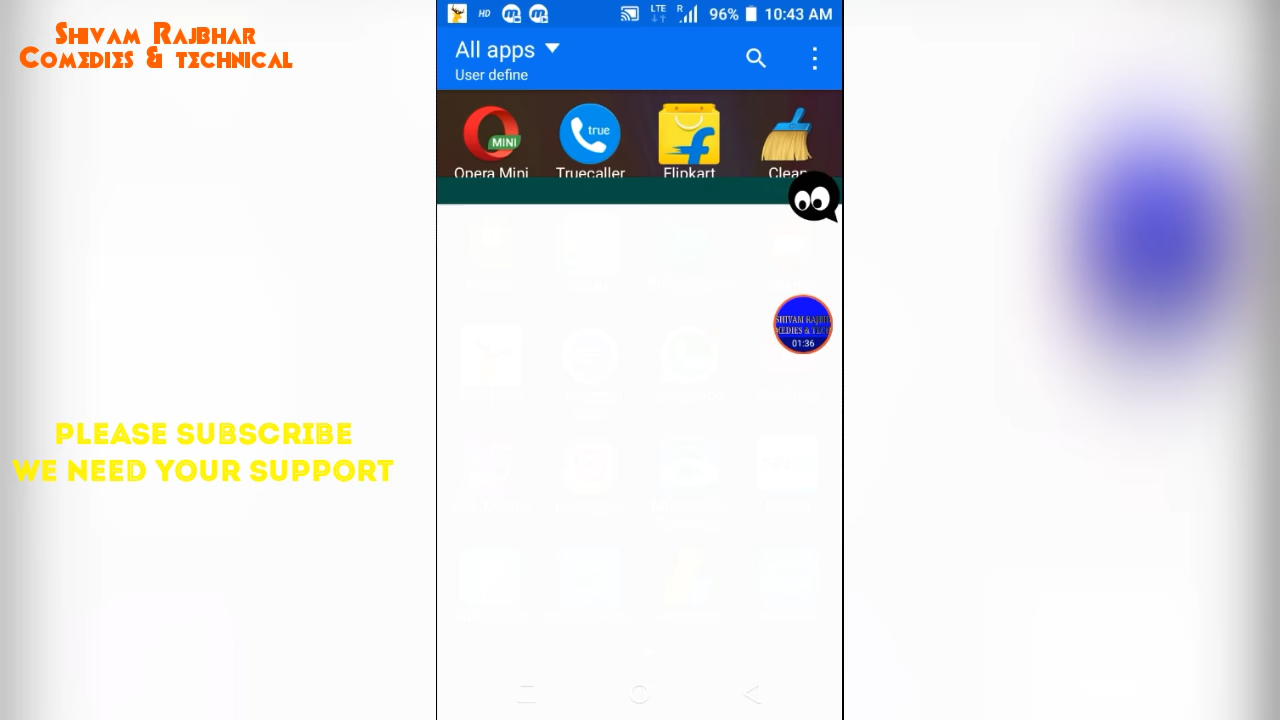 SHIVAM RAJBHAR
COMEDIES & TECHNICAL
HD
LTE
R
96%
10:43 AM
All apps
User define
MINI
true
Opera Mini
Truecaller
Flipkart
Clean
01:36
PLEASE SUBSCRIBE
WE NEED YOUR SUPPORT